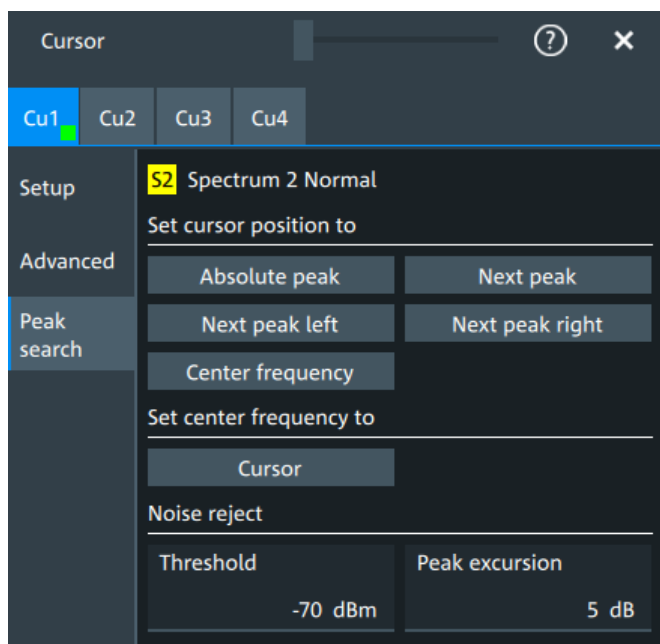 Cursor
?
Cu1 Cu2 Cu3 Cu4
Setup
Advanced
Peak
search
S2 Spectrum 2 Normal
Set cursor position to
Absolute peak Next peak
Next peak left Next peak right
Center frequency
Set center frequency to
Cursor
Noise reject
Threshold Peak excursion
-70 dBm 5 dB